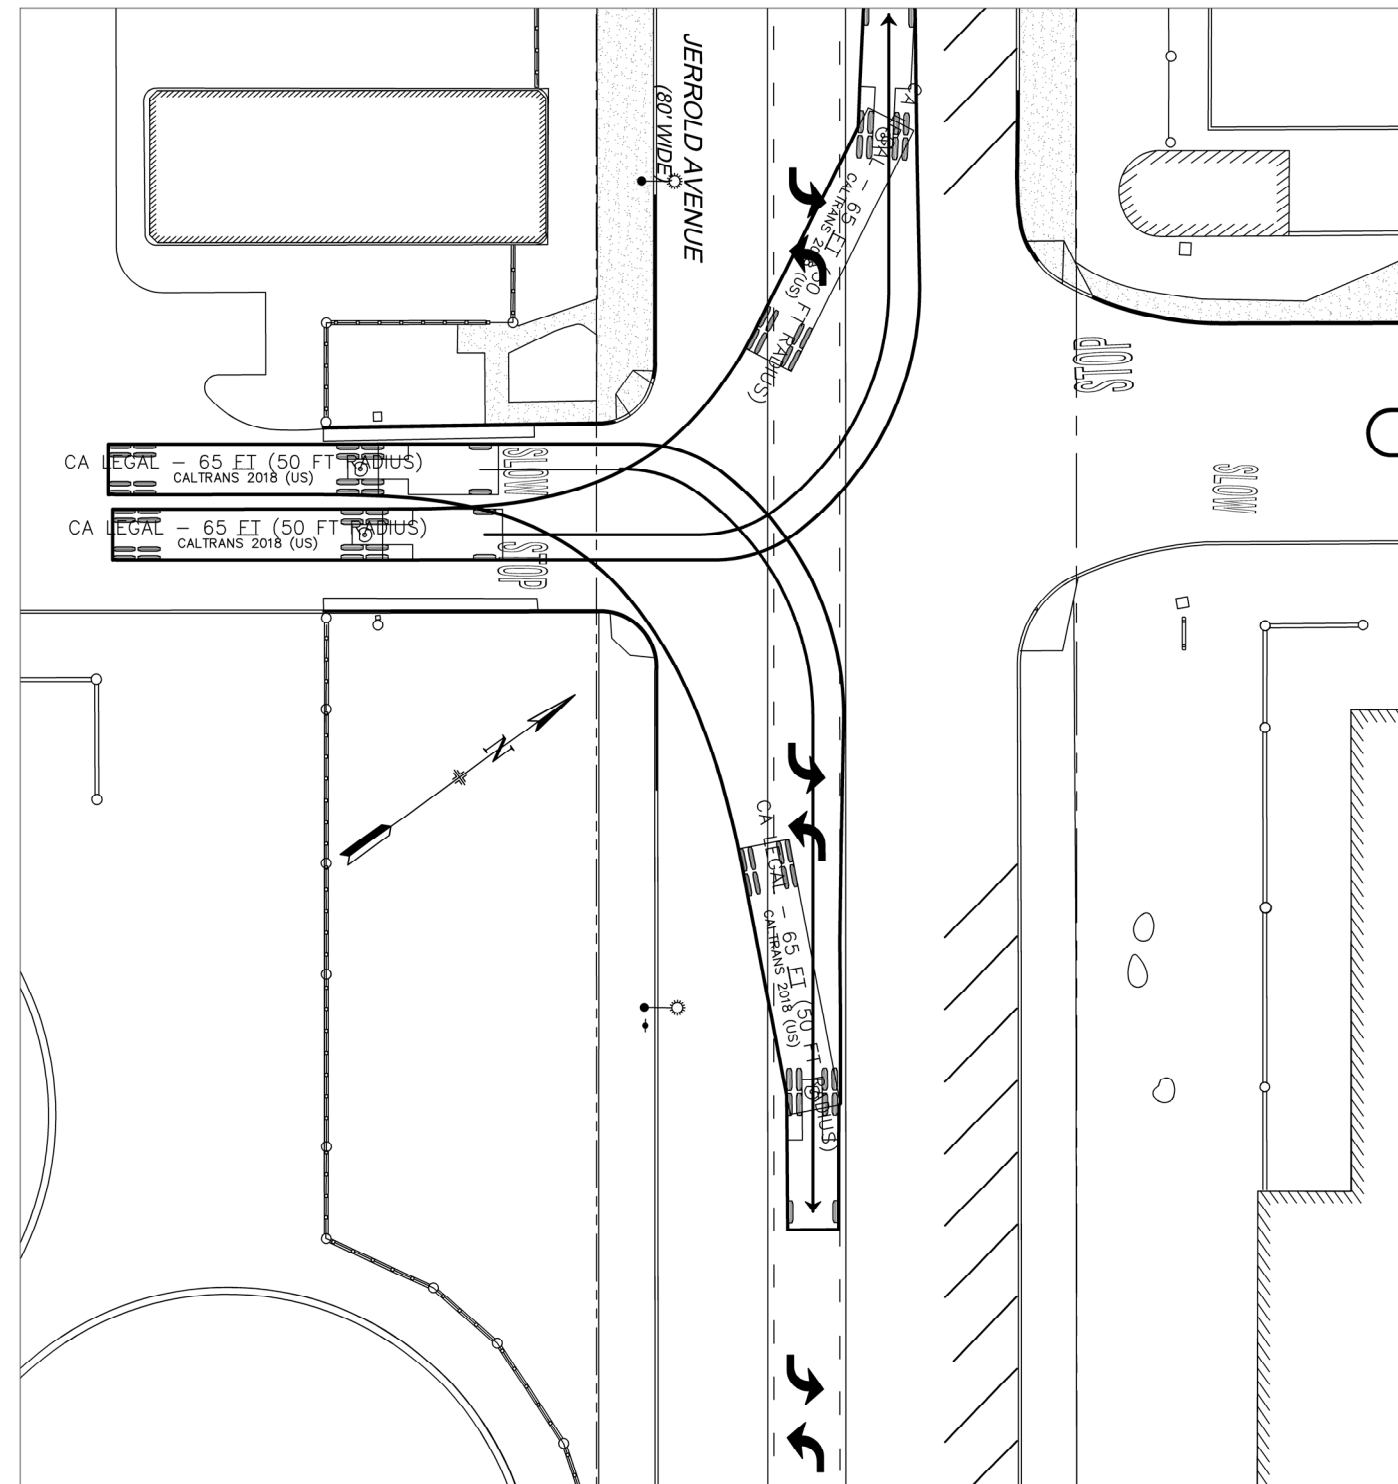 JERROLD AVENUE
(80' WIDE)
CA LEGAL – 65 FT (50 FT RADIUS)
CALTRANS 2018 (US)
STOP
CA LEGAL – 65 FT (50 FT RADIUS)
CALTRANS 2018 (US)
SLOW
SLOW
CA LEGAL – 65 FT (50 FT RADIUS)
CALTRANS 2018 (US)
STOP
N
CA LEGAL – 65 FT (50 FT RADIUS)
CALTRANS 2018 (US)